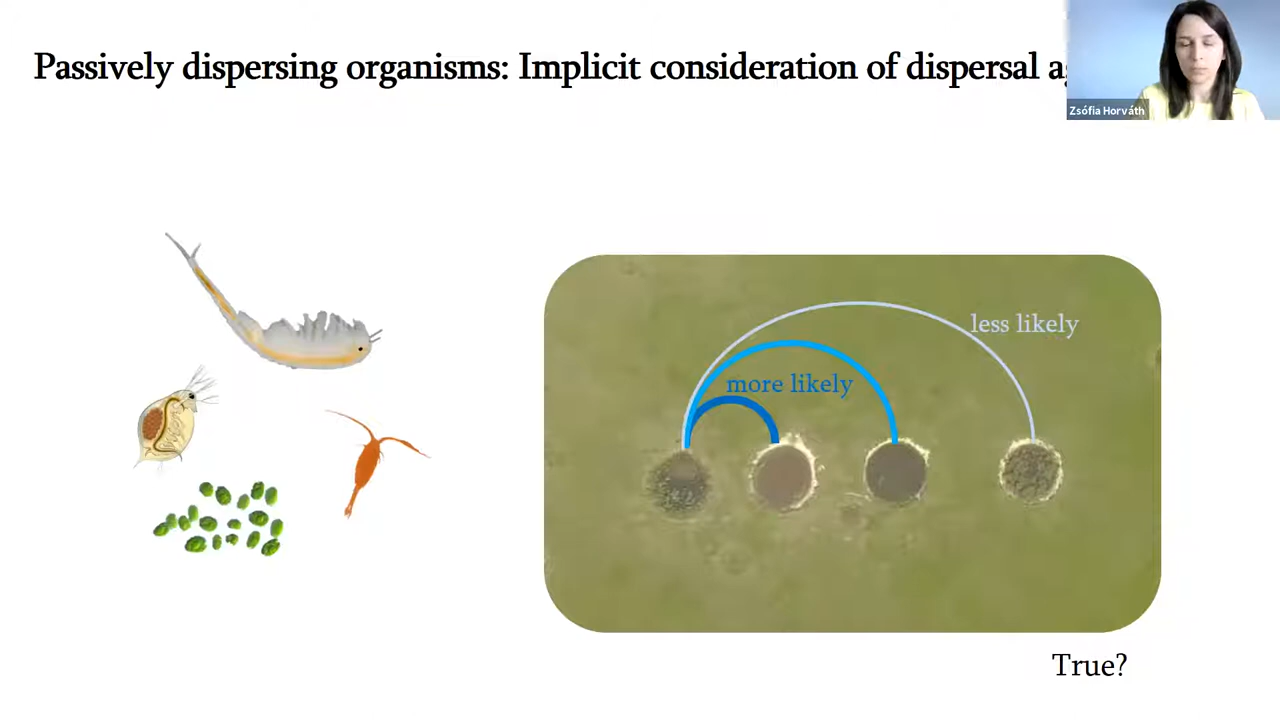 Passively dispersing organisms: Implicit consideration of dispersal
Zsófia Horváth
less likely
more likely
True?